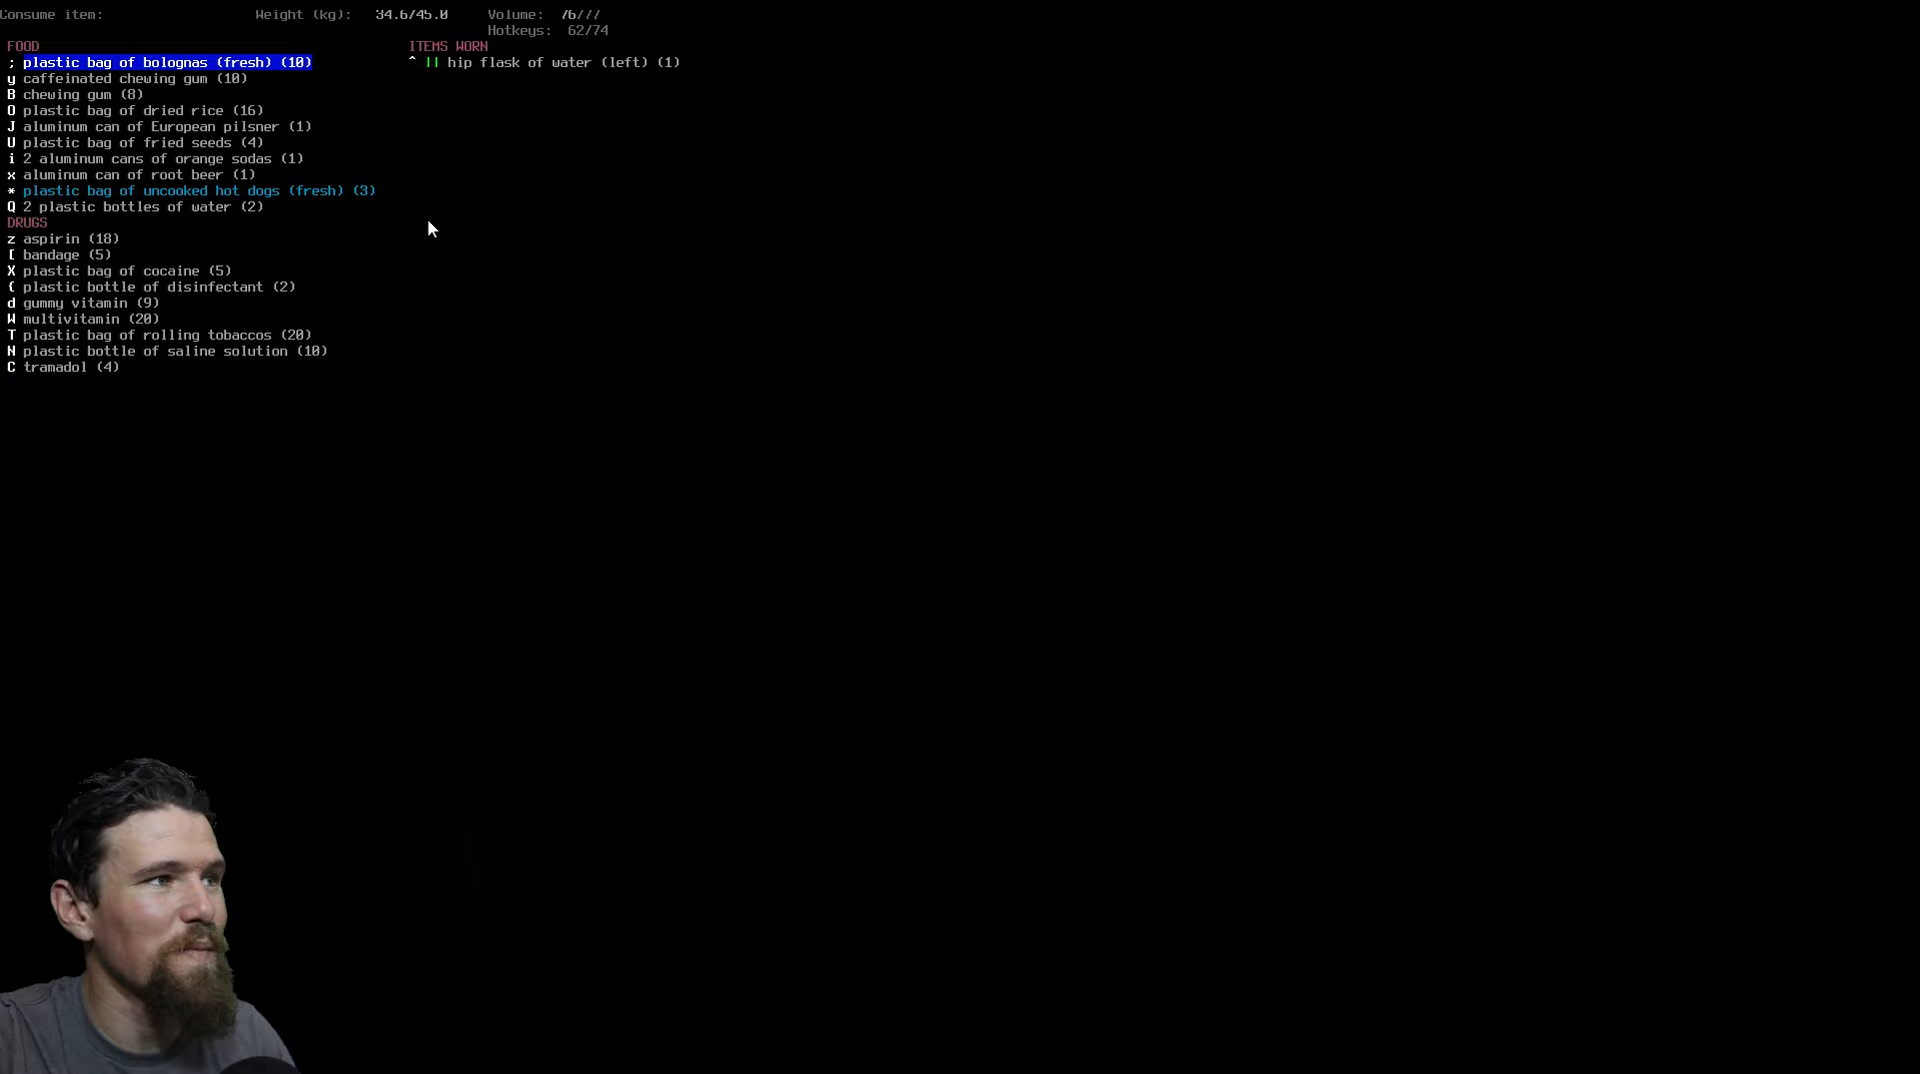 Consume item: Weight (kg): 34.6/45.0 Volume: 76/77
Hotkeys: 62/74
FOOD
; plastic bag of bolognas (fresh) (10)
y caffeinated chewing gum (10)
B chewing gum (8)
O plastic bag of dried rice (16)
J aluminum can of European pilsner (1)
U plastic bag of fried seeds (4)
i 2 aluminum cans of orange sodas (1)
x aluminum can of root beer (1)
* plastic bag of uncooked hot dogs (fresh) (3)
Q 2 plastic bottles of water (2)
DRUGS
z aspirin (18)
[ bandage (5)
X plastic bag of cocaine (5)
{ plastic bottle of disinfectant (2)
d gummy vitamin (9)
W multivitamin (20)
T plastic bag of rolling tobaccos (20)
N plastic bottle of saline solution (10)
C tramadol (4)
ITEMS WORN
^ || hip flask of water (left) (1)